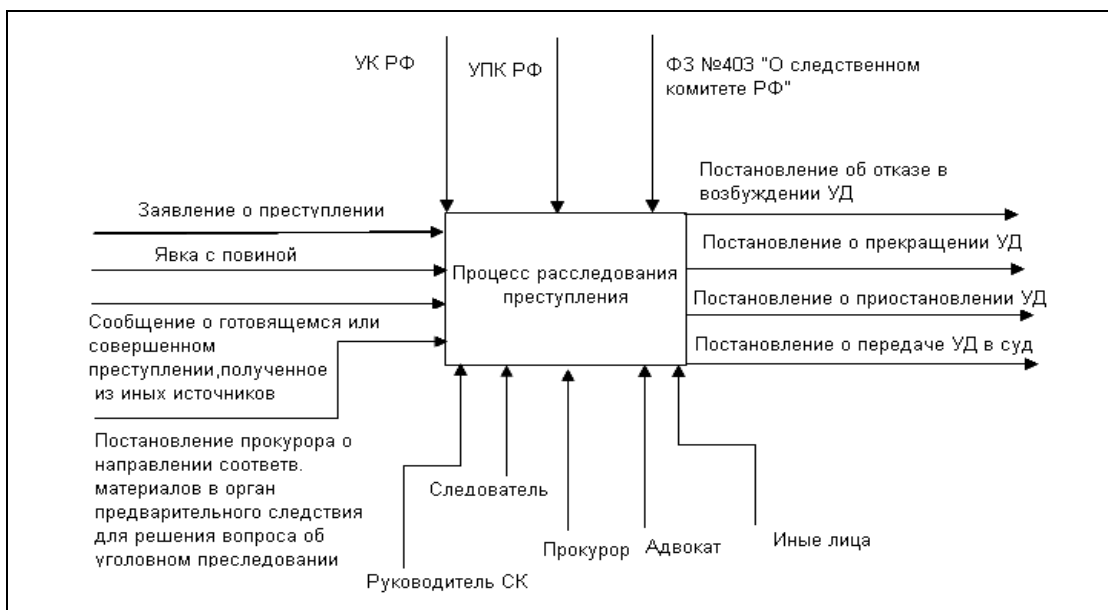 УК РФ
УПК РФ
ФЗ №403 "О следственном
комитете РФ"
Заявление о преступлении
Явка с повиной
Сообщение о готовящемся или
совершенном
преступлении,полученное
из иных источников
Постановление прокурора о
направлении соответв.
материалов в орган
предварительного следствия
для решения вопроса об
уголовном преследовании
Процесс расследования
преступления
Постановление об отказе в
возбуждении УД
Постановление о прекращении УД
Постановление о приостановлении УД
Постановление о передаче УД в суд
Руководитель СК
Следователь
Прокурор
Адвокат
Иные лица